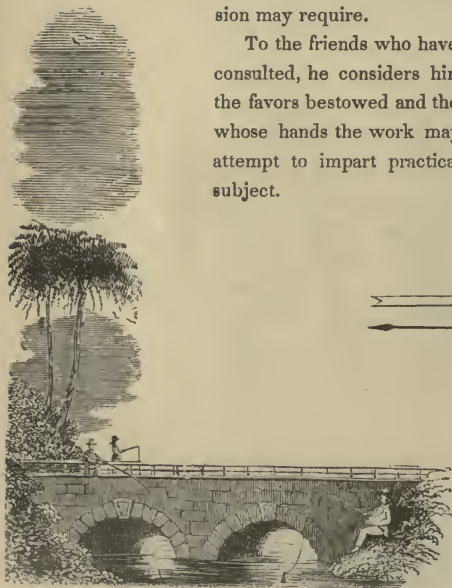 sion may require.
To the friends who have
consulted, he considers him
the favors bestowed and the
whose hands the work may
attempt to impart practica
subject.